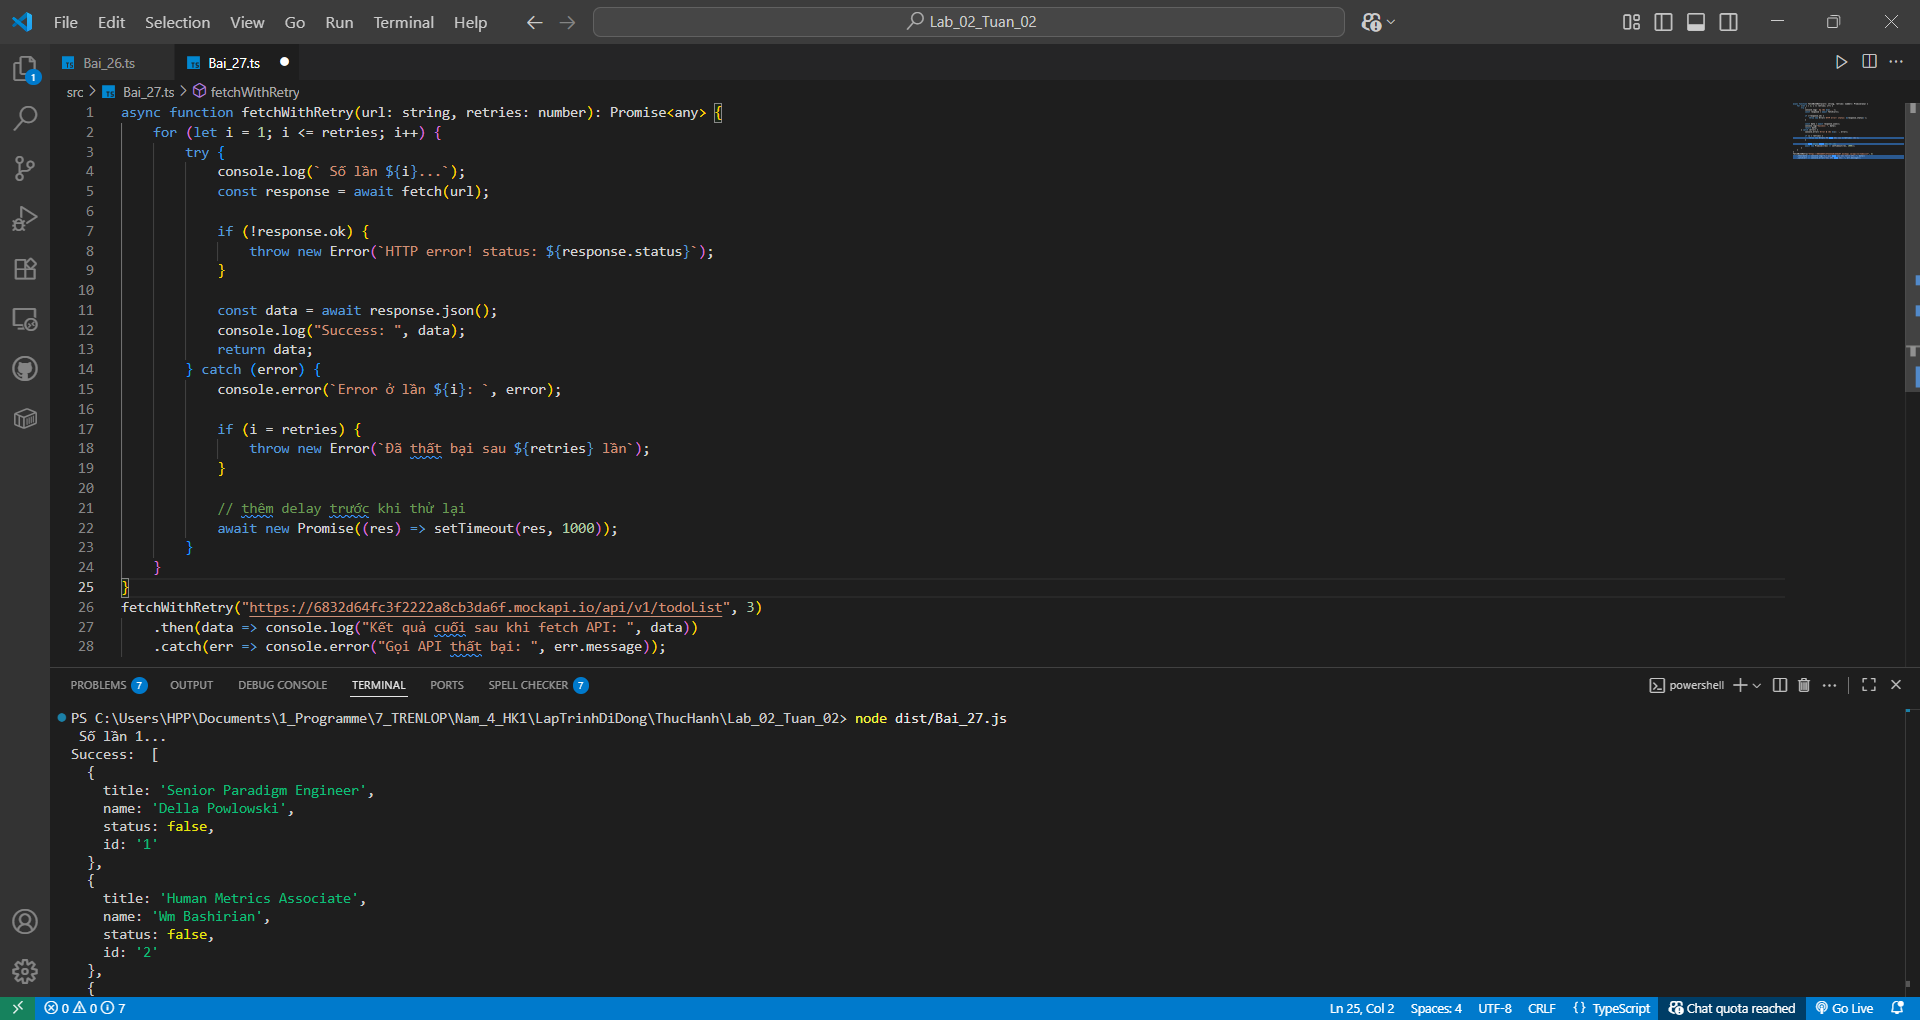 File Edit Selection View Go Run Terminal Help
Lab_02_Tuan_02
1
TS Bai_26.ts
TS Bai_27.ts
src > TS Bai_27.ts > fetchWithRetry
1 async function fetchWithRetry(url: string, retries: number): Promise<any> {
2 for (let i = 1; i <= retries; i++) {
3 try {
4 console.log(` Số lần ${i}...`);
5 const response = await fetch(url);
6
7 if (!response.ok) {
8 throw new Error(`HTTP error! status: ${response.status}`);
9 }
10
11 const data = await response.json();
12 console.log("Success: ", data);
13 return data;
14 } catch (error) {
15 console.error(`Error ở lần ${i}: `, error);
16
17 if (i = retries) {
18 throw new Error(`Đã thất bại sau ${retries} lần`);
19 }
20
21 // thêm delay trước khi thử lại
22 await new Promise((res) => setTimeout(res, 1000));
23 }
24 }
25 }
26 fetchWithRetry("https://6832d64fc3f2222a8cb3da6f.mockapi.io/api/v1/todoList", 3)
27 .then(data => console.log("Kết quả cuối sau khi fetch API: ", data))
28 .catch(err => console.error("Gọi API thất bại: ", err.message));
PROBLEMS 7 OUTPUT DEBUG CONSOLE TERMINAL PORTS SPELL CHECKER 7
powershell
PS C:\Users\HPP\Documents\1_Programme\7_TRENLOP\Nam_4_HK1\LapTrinhDiDong\ThucHanh\Lab_02_Tuan_02> node dist/Bai_27.js
Số lần 1...
Success: [
{
title: 'Senior Paradigm Engineer',
name: 'Della Powlowski',
status: false,
id: '1'
},
{
title: 'Human Metrics Associate',
name: 'Wm Bashirian',
status: false,
id: '2'
},
{
0 0 7
Ln 25, Col 2 Spaces: 4 UTF-8 CRLF {} TypeScript Chat quota reached Go Live